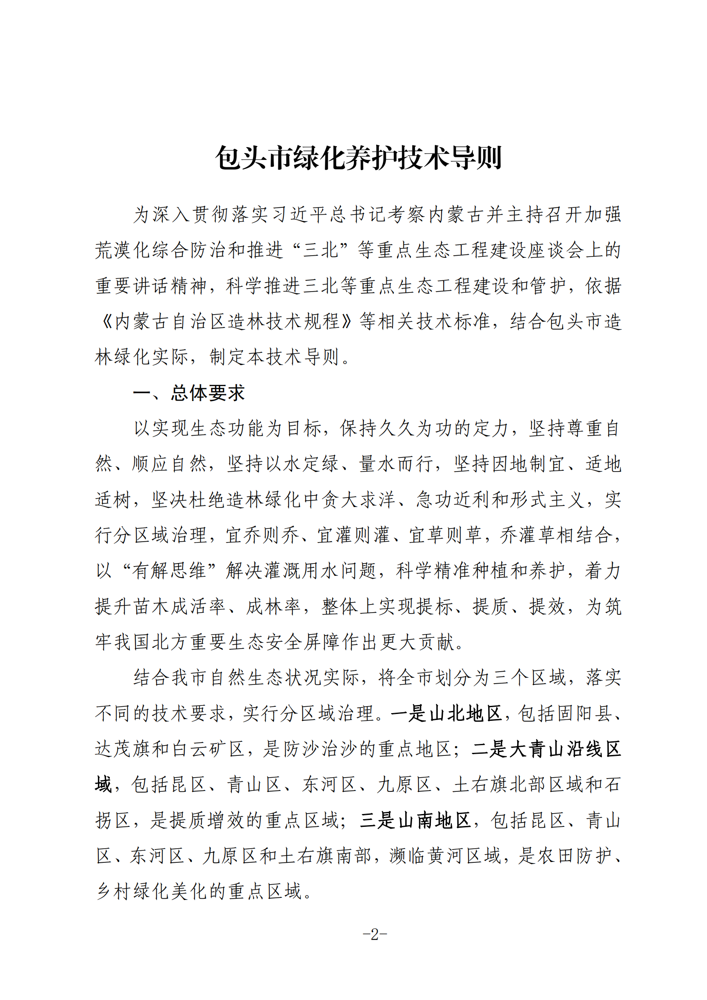 包头市绿化养护技术导则
为深入贯彻落实习近平总书记考察内蒙古并主持召开加强
荒漠化综合防治和推进“三北”等重点生态工程建设座谈会上的
重要讲话精神，科学推进三北等重点生态工程建设和管护，依据
《内蒙古自治区造林技术规程》等相关技术标准，结合包头市造
林绿化实际，制定本技术导则。
一、总体要求
以实现生态功能为目标，保持久久为功的定力，坚持尊重自
然、顺应自然，坚持以水定绿、量水而行，坚持因地制宜、适地
适树，坚决杜绝造林绿化中贪大求洋、急功近利和形式主义，实
行分区域治理，宜乔则乔、宜灌则灌、宜草则草，乔灌草相结合，
以“有解思维”解决灌溉用水问题，科学精准种植和养护，着力
提升苗木成活率、成林率，整体上实现提标、提质、提效，为筑
牢我国北方重要生态安全屏障作出更大贡献。
结合我市自然生态状况实际，将全市划分为三个区域，落实
不同的技术要求，实行分区域治理。一是山北地区，包括固阳县、
达茂旗和白云矿区，是防沙治沙的重点地区；二是大青山沿线区
域，包括昆区、青山区、东河区、九原区、土右旗北部区域和石
拐区，是提质增效的重点区域；三是山南地区，包括昆区、青山
区、东河区、九原区和土右旗南部，濒临黄河区域，是农田防护、
乡村绿化美化的重点区域。
-2-